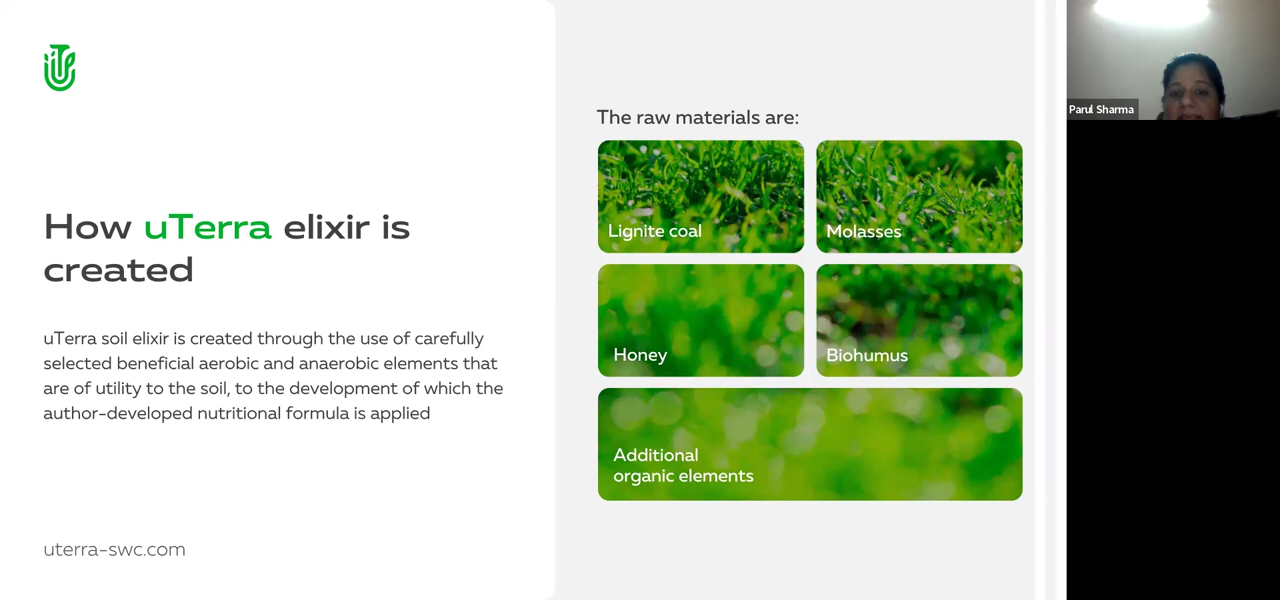 How uTerra elixir is
created
uTerra soil elixir is created through the use of carefully
selected beneficial aerobic and anaerobic elements that
are of utility to the soil, to the development of which the
author-developed nutritional formula is applied
uterra-swc.com
The raw materials are:
Lignite coal
Molasses
Honey
Biohumus
Additional
organic elements
Parul Sharma